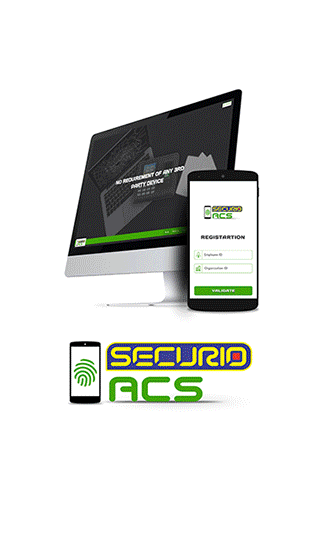 NO REQUIREMENT OF ANY 3RD
PARTY DEVICE
SECURIO
ACS
REGISTARTION
Employee ID
Organization ID
VALIDATE
SECURIO
ACS